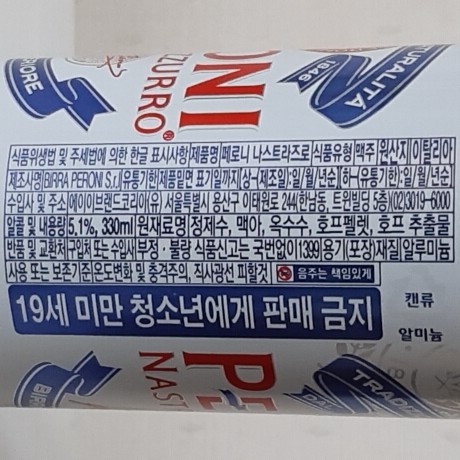 NATURALITÀ
1846
ONI
ZZURRO®
RIORE
식품위생법 및 주세법에 의한 한글 표시사항 제품명 페로니 나스트라즈로 식품유형 맥주 원산지 이탈리아
제조사명 BIRRA PERONI S.r.l 유통기한 제품밑면 표기일까지 상-제조일:일/월/년순 하-유통기한:일/월/년순
수입사 및 주소 에이비브랜드코리아(유) 서울특별시 용산구 이태원로 244(한남동, 트윈빌딩 5층)(02)3019-6000
알콜 및 내용량 5.1%, 330ml 원재료명 정제수, 맥아, 옥수수, 호프펠렛, 호프 추출물
반품 및 교환처 구입처 또는 수입사 부정·불량 식품신고는 국번없이 1399 용기(포장)재질 알루미늄
사용 또는 보존기준 온도변화 및 충격주의, 직사광선 피할것 음주는 책임있게
19세 미만 청소년에게 판매 금지
캔류
알미늄
PE
NAST
BIRR
TRADIZ
DAL